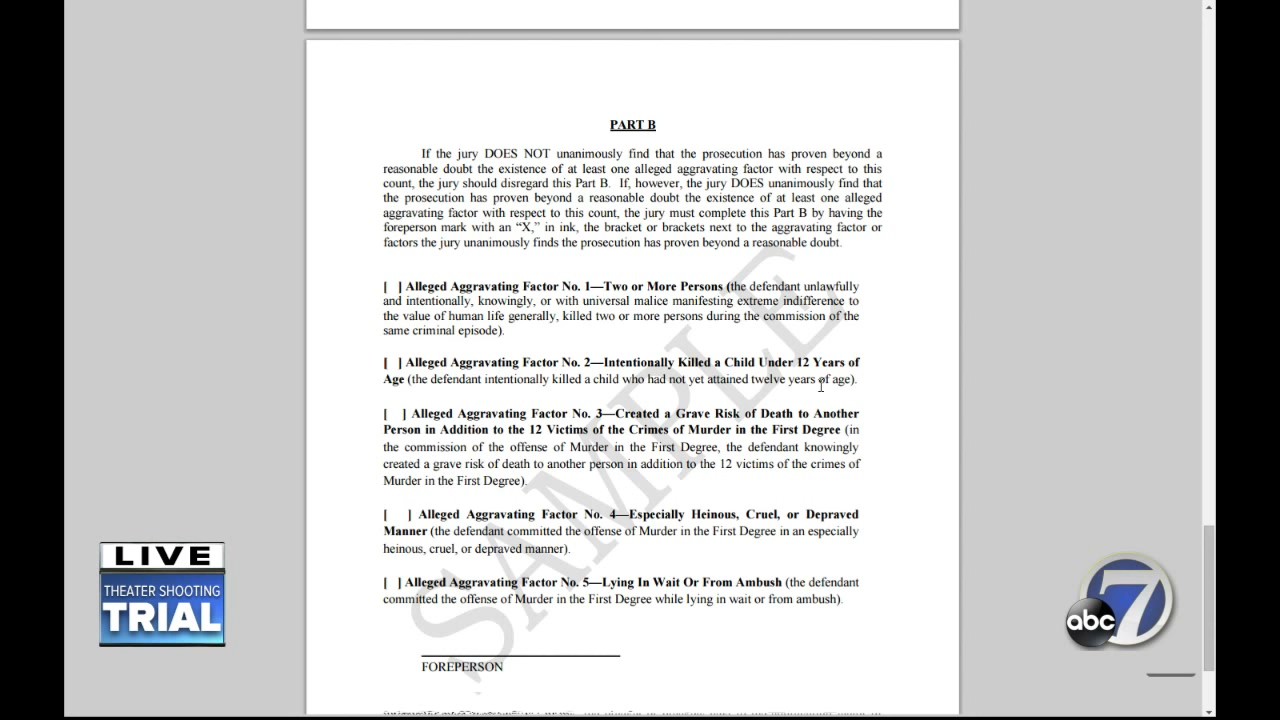 PART B
If the jury DOES NOT unanimously find that the prosecution has proven beyond a
reasonable doubt the existence of at least one alleged aggravating factor with respect to this
count, the jury should disregard this Part B. If, however, the jury DOES unanimously find that
the prosecution has proven beyond a reasonable doubt the existence of at least one alleged
aggravating factor with respect to this count, the jury must complete this Part B by having the
foreperson mark with an “X,” in ink, the bracket or brackets next to the aggravating factor or
factors the jury unanimously finds the prosecution has proven beyond a reasonable doubt.
[ ] Alleged Aggravating Factor No. 1—Two or More Persons (the defendant unlawfully
and intentionally, knowingly, or with universal malice manifesting extreme indifference to
the value of human life generally, killed two or more persons during the commission of the
same criminal episode).
[ ] Alleged Aggravating Factor No. 2—Intentionally Killed a Child Under 12 Years of
Age (the defendant intentionally killed a child who had not yet attained twelve years of age).
[ ] Alleged Aggravating Factor No. 3—Created a Grave Risk of Death to Another
Person in Addition to the 12 Victims of the Crimes of Murder in the First Degree (in
the commission of the offense of Murder in the First Degree, the defendant knowingly
created a grave risk of death to another person in addition to the 12 victims of the crimes of
Murder in the First Degree).
[ ] Alleged Aggravating Factor No. 4—Especially Heinous, Cruel, or Depraved
Manner (the defendant committed the offense of Murder in the First Degree in an especially
heinous, cruel, or depraved manner).
[ ] Alleged Aggravating Factor No. 5—Lying In Wait Or From Ambush (the defendant
committed the offense of Murder in the First Degree while lying in wait or from ambush).
FOREPERSON
SAMPLE
LIVE
THEATER SHOOTING
TRIAL
abc 7